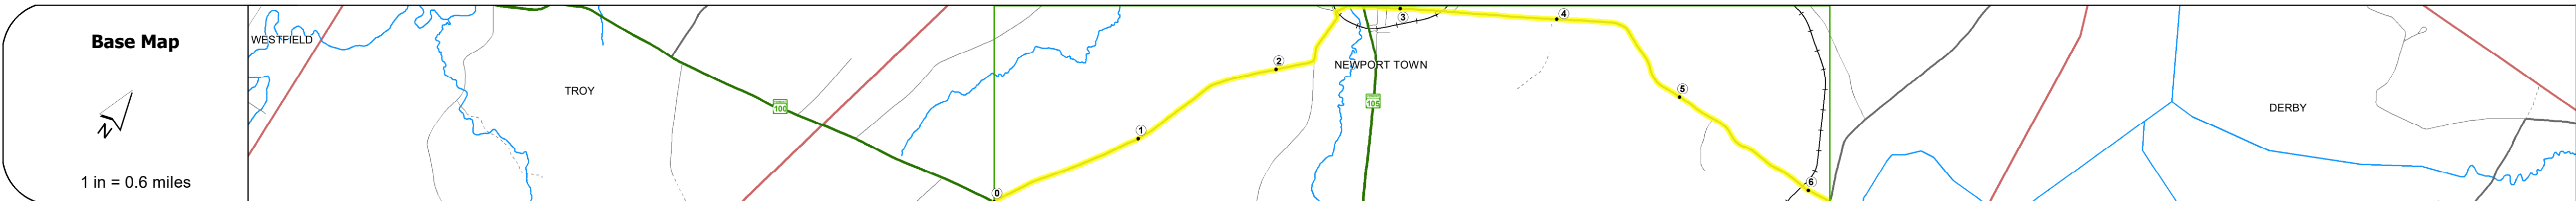 Base Map
N
1 in = 0.6 miles
WESTFIELD
TROY
100
0
1
2
3
NEWPORT TOWN
105
4
5
6
DERBY